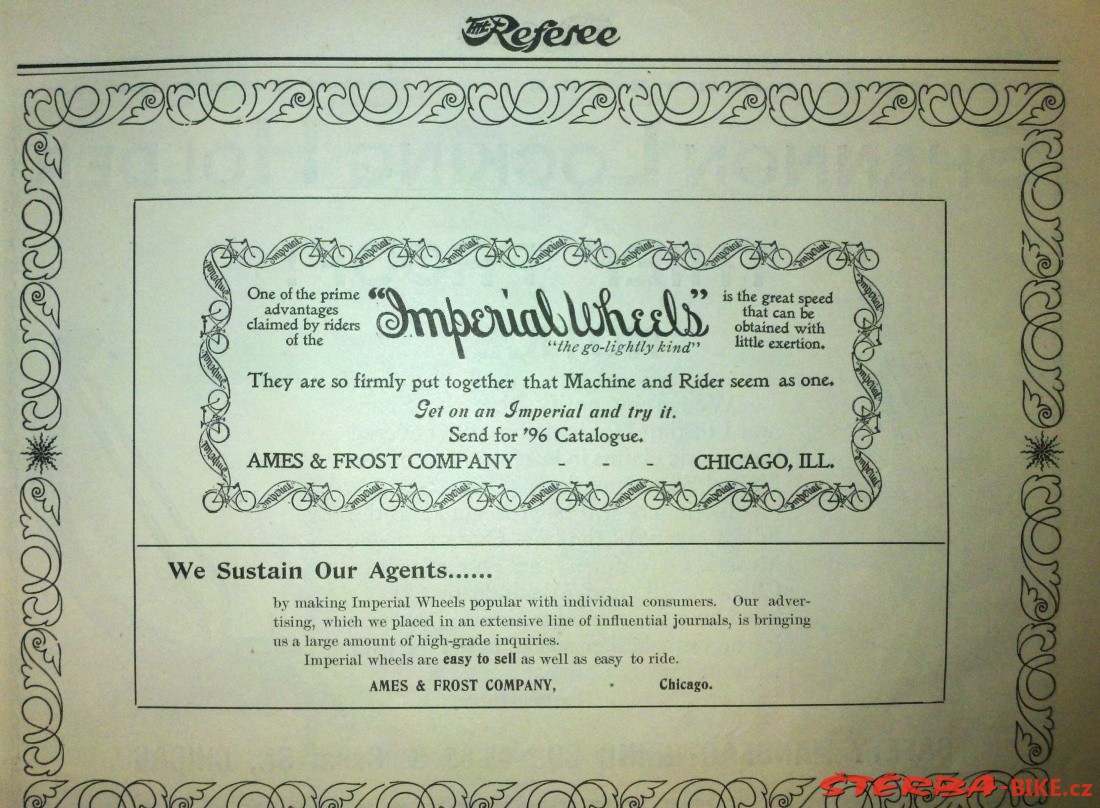 The Referee
One of the prime
advantages
claimed by riders
of the
"Imperial Wheels"
"the go-lightly kind"
is the great speed
that can be
obtained with
little exertion.
They are so firmly put together that Machine and Rider seem as one.
Get on an Imperial and try it.
Send for '96 Catalogue.
AMES & FROST COMPANY - - - CHICAGO, ILL.
We Sustain Our Agents......
by making Imperial Wheels popular with individual consumers. Our adver-
tising, which we placed in an extensive line of influential journals, is bringing
us a large amount of high-grade inquiries.
Imperial wheels are easy to sell as well as easy to ride.
AMES & FROST COMPANY, - Chicago.
STERBA-BIKE.cz